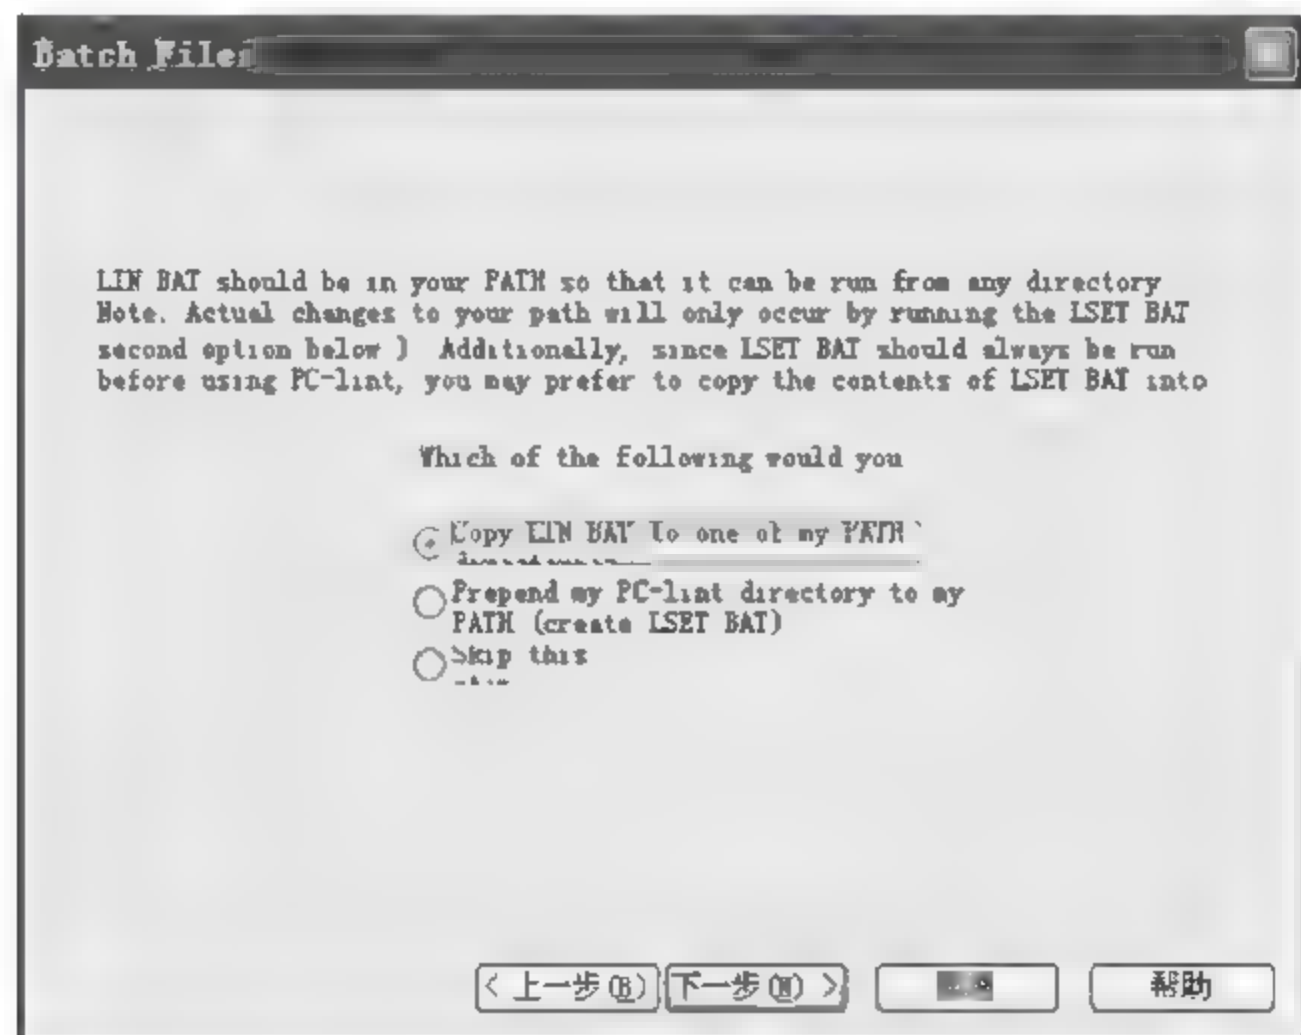 Batch Files
LIN BAT should be in your PATH so that it can be run from any directory
Note. Actual changes to your path will only occur by running the LSET BAT
second option below ) Additionally, since LSET BAT should always be run
before using PC-lint, you may prefer to copy the contents of LSET BAT into
Which of the following would you
Copy LIN BAT to one of my PATH
Prepend my PC-lint directory to my
PATH (create LSET BAT)
Skip this
< 上一步(B) 下一步(N) > 帮助